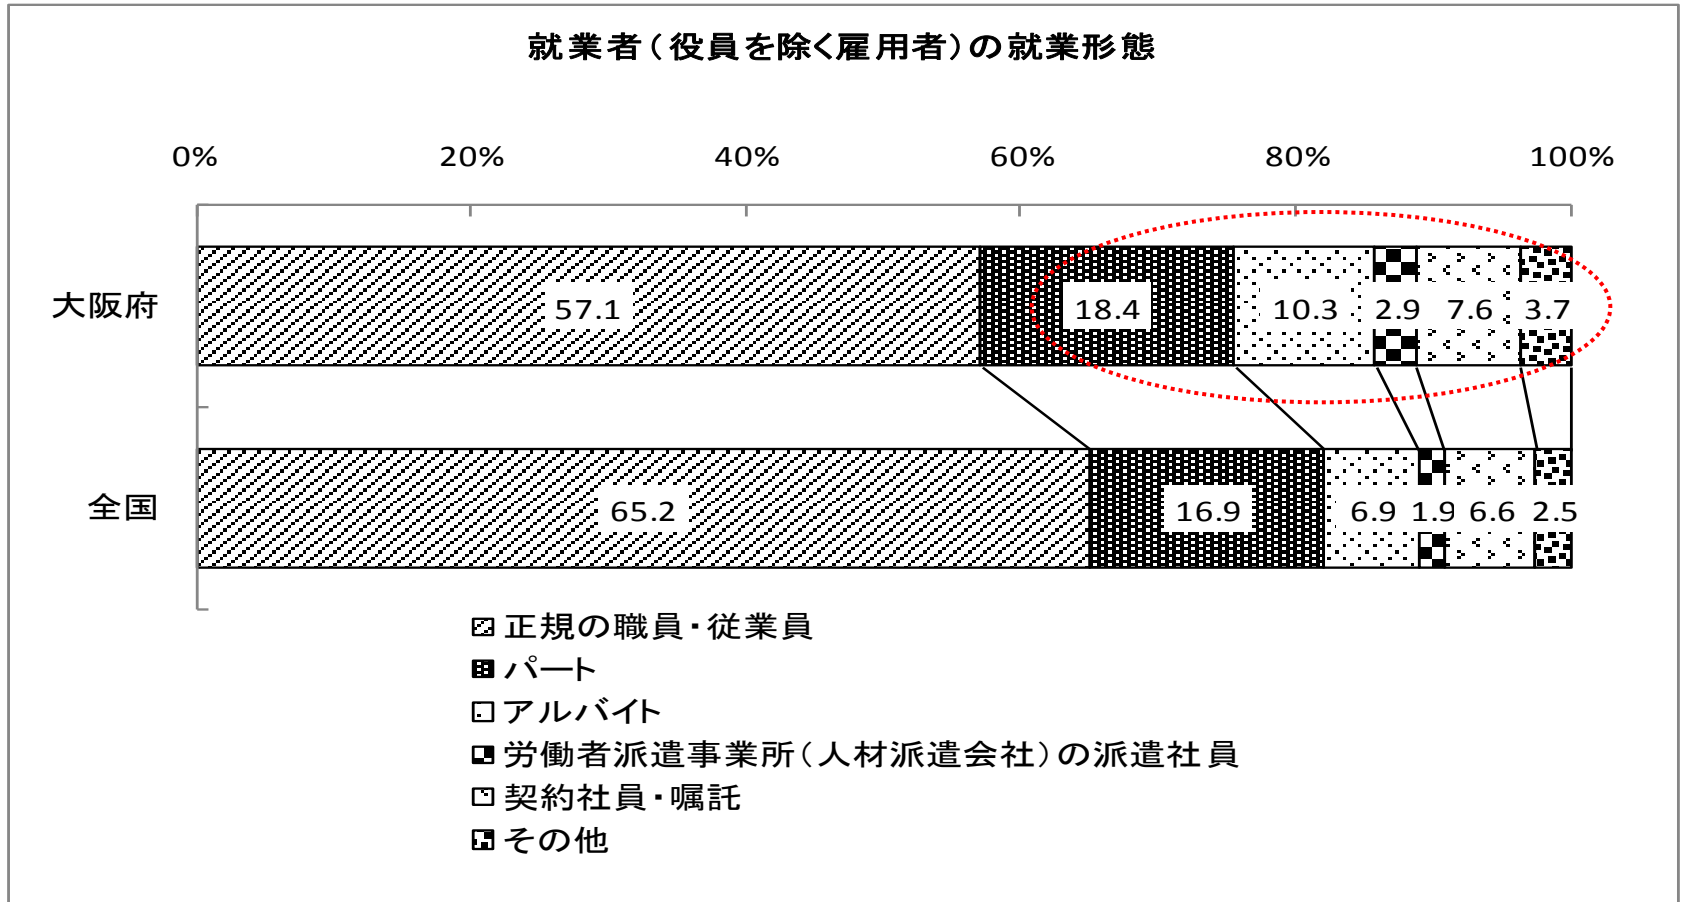 就業者(役員を除く雇用者)の就業形態
0% 20% 40% 60% 80% 100%
大阪府 57.1 18.4 10.3 2.9 7.6 3.7
全国 65.2 16.9 6.9 1.9 6.6 2.5
正規の職員・従業員
パート
アルバイト
労働者派遣事業所(人材派遣会社)の派遣社員
契約社員・嘱託
その他